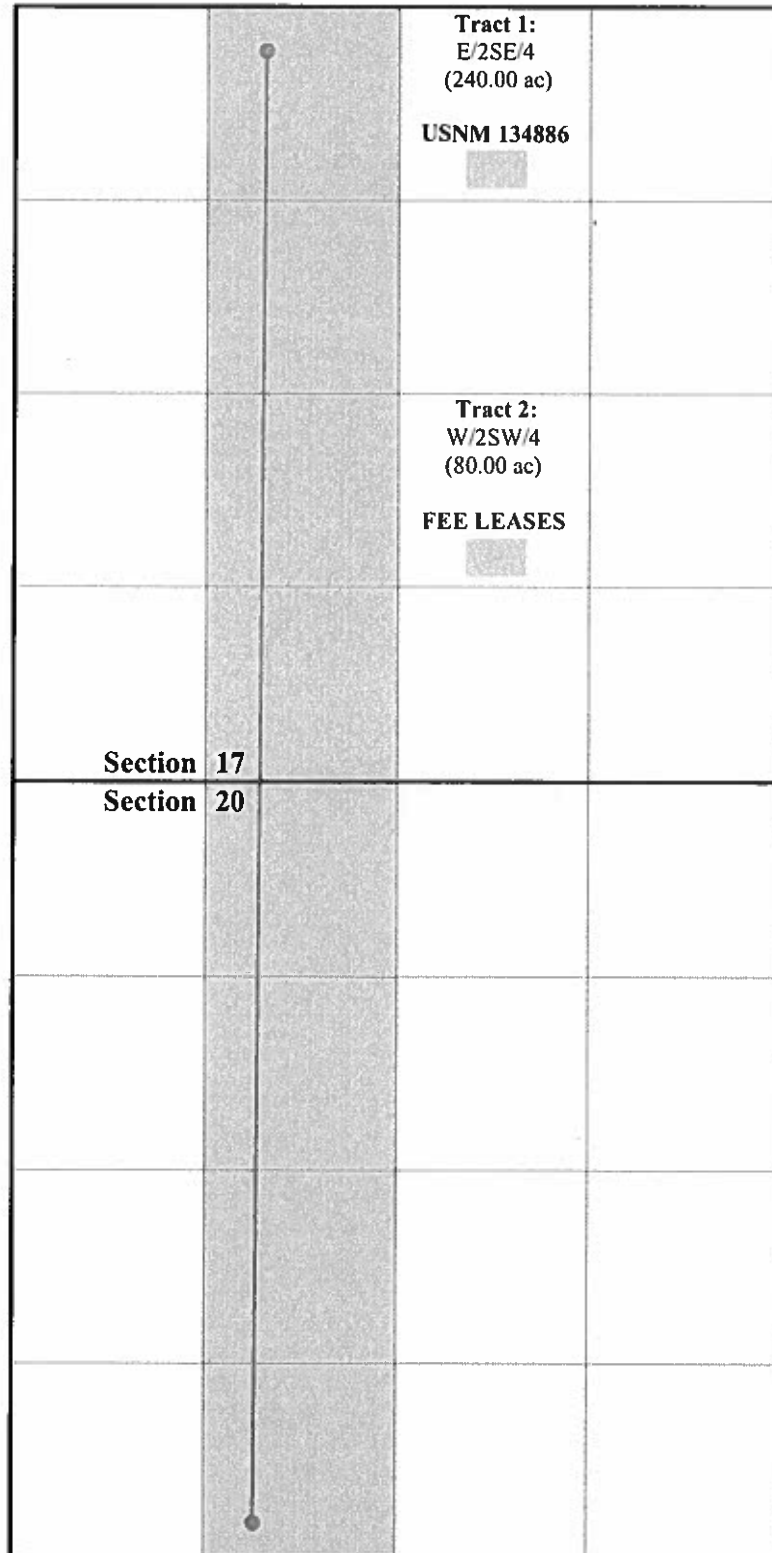 Tract 1:
E/2SE/4
(240.00 ac)
USNM 134886
Tract 2:
W/2SW/4
(80.00 ac)
FEE LEASES
Section 17
Section 20